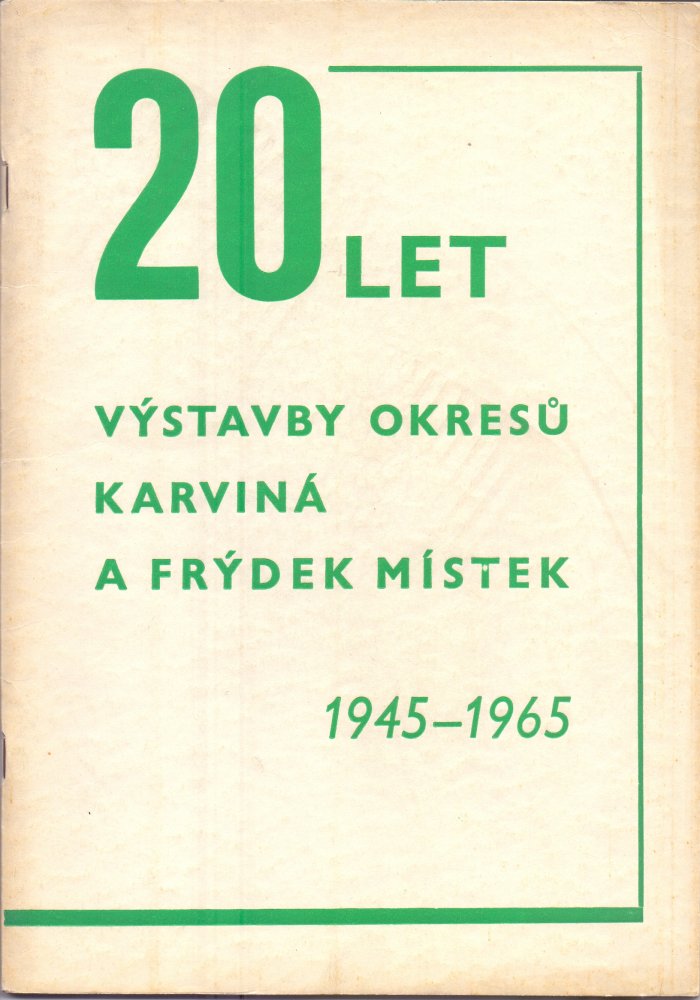 20 LET
VÝSTAVBY OKRESŮ
KARVINÁ
A FRÝDEK MÍSTEK
1945–1965